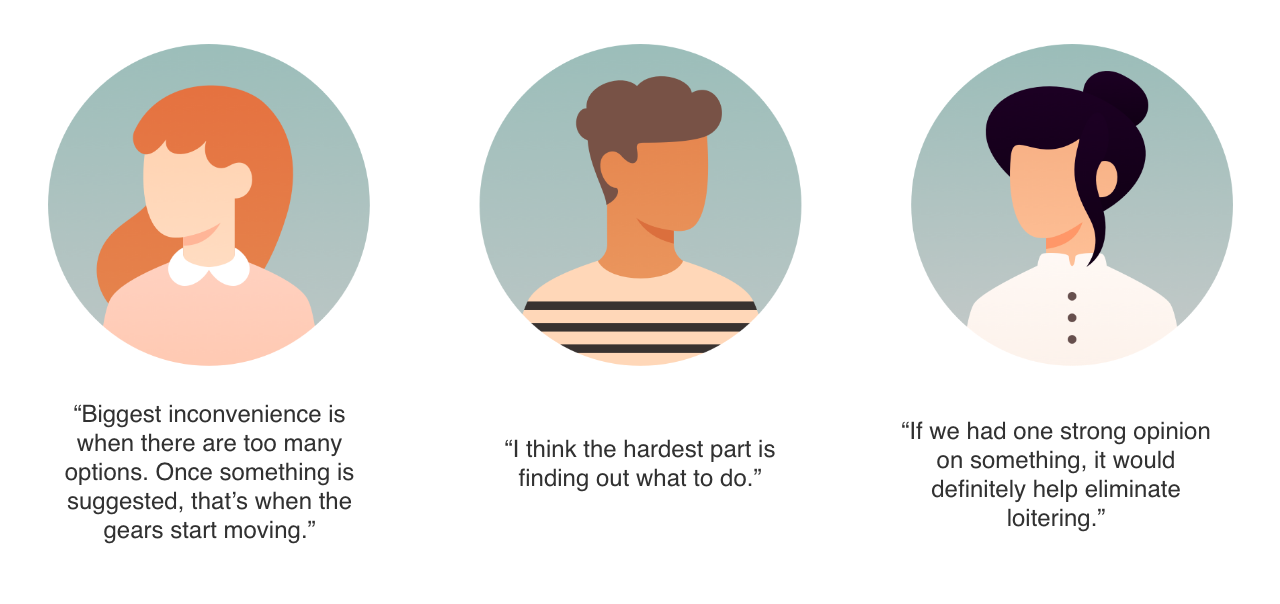 “Biggest inconvenience is
when there are too many
options. Once something is
suggested, that’s when the
gears start moving.”
“I think the hardest part is
finding out what to do.”
“If we had one strong opinion
on something, it would
definitely help eliminate
loitering.”